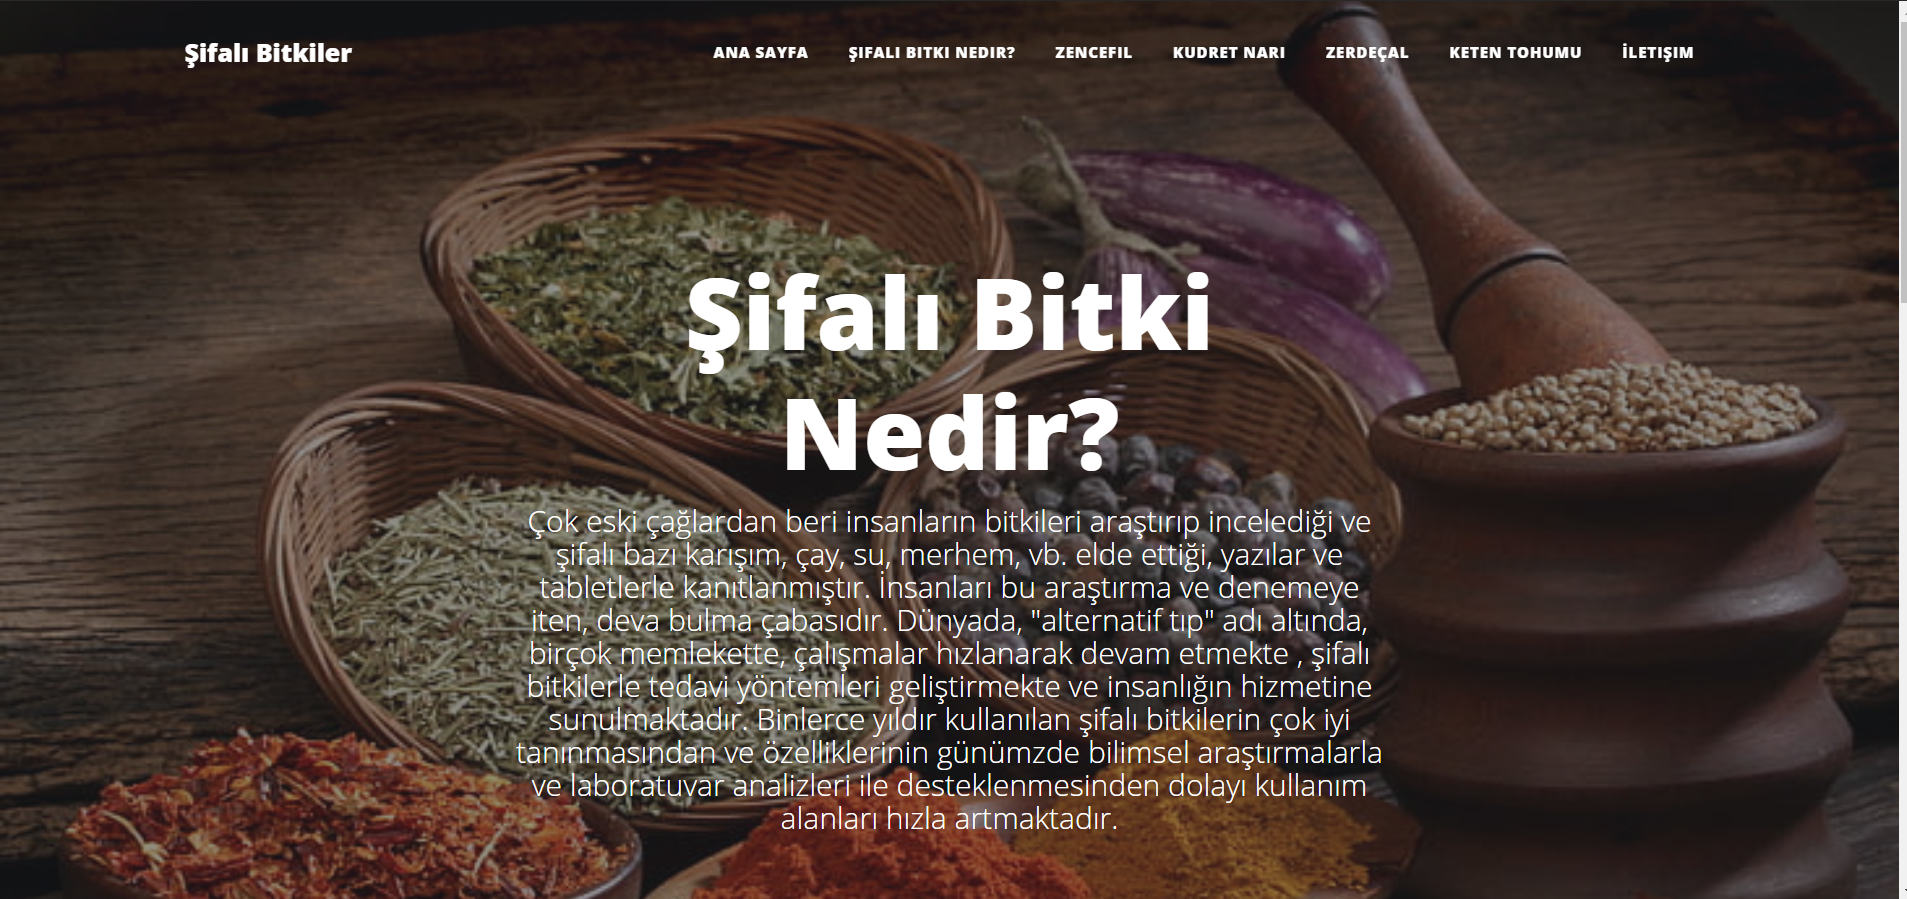 Şifalı Bitkiler
ANA SAYFA
ŞIFALI BITKI NEDIR?
ZENCEFIL
KUDRET NARI
ZERDEÇAL
KETEN TOHUMU
İLETIŞIM
Şifalı Bitki
Nedir?
Çok eski çağlardan beri insanların bitkileri araştırıp incelediği ve
şifalı bazı karışım, çay, su, merhem, vb. elde ettiği, yazılar ve
tabletlerle kanıtlanmıştır. İnsanları bu araştırma ve denemeye
iten, deva bulma çabasıdır. Dünyada, "alternatif tıp" adı altında,
birçok memlekette, çalışmalar hızlanarak devam etmekte , şifalı
bitkilerle tedavi yöntemleri geliştirmekte ve insanlığın hizmetine
sunulmaktadır. Binlerce yıldır kullanılan şifalı bitkilerin çok iyi
tanınmasından ve özelliklerinin günümzde bilimsel araştırmalarla
ve laboratuvar analizleri ile desteklenmesinden dolayı kullanım
alanları hızla artmaktadır.